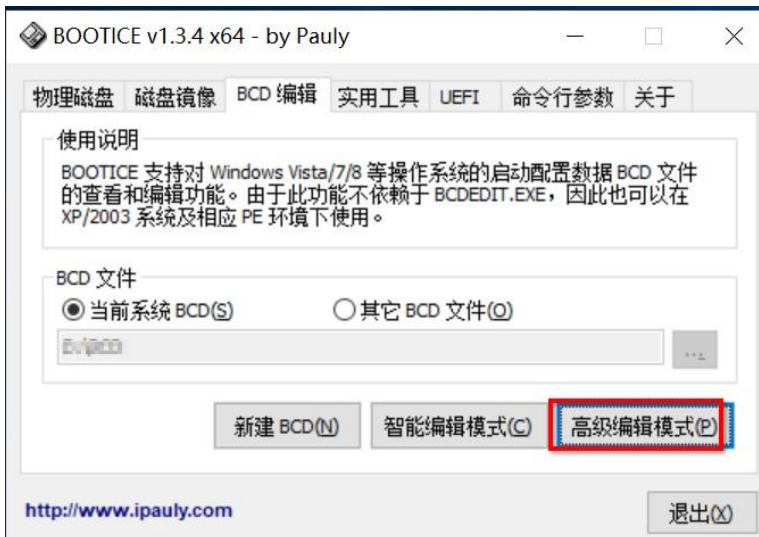 BOOTICE v1.3.4 x64 - by Pauly
物理磁盘 磁盘镜像 BCD 编辑 实用工具 UEFI 命令行参数 关于
使用说明
BOOTICE 支持对 Windows Vista/7/8 等操作系统的启动配置数据 BCD 文件
的查看和编辑功能。由于此功能不依赖于 BCDEDIT.EXE，因此也可以在
XP/2003 系统及相应 PE 环境下使用。
BCD 文件
当前系统 BCD(S) 其它 BCD 文件(O)
...
新建 BCD(N) 智能编辑模式(C) 高级编辑模式(P)
http://www.ipauly.com 退出(X)